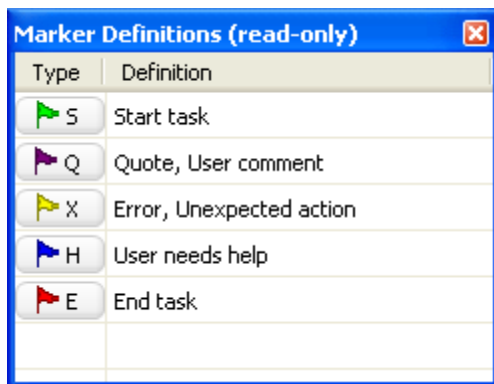 Marker Definitions (read-only)
Type Definition
S Start task
Q Quote, User comment
X Error, Unexpected action
H User needs help
E End task